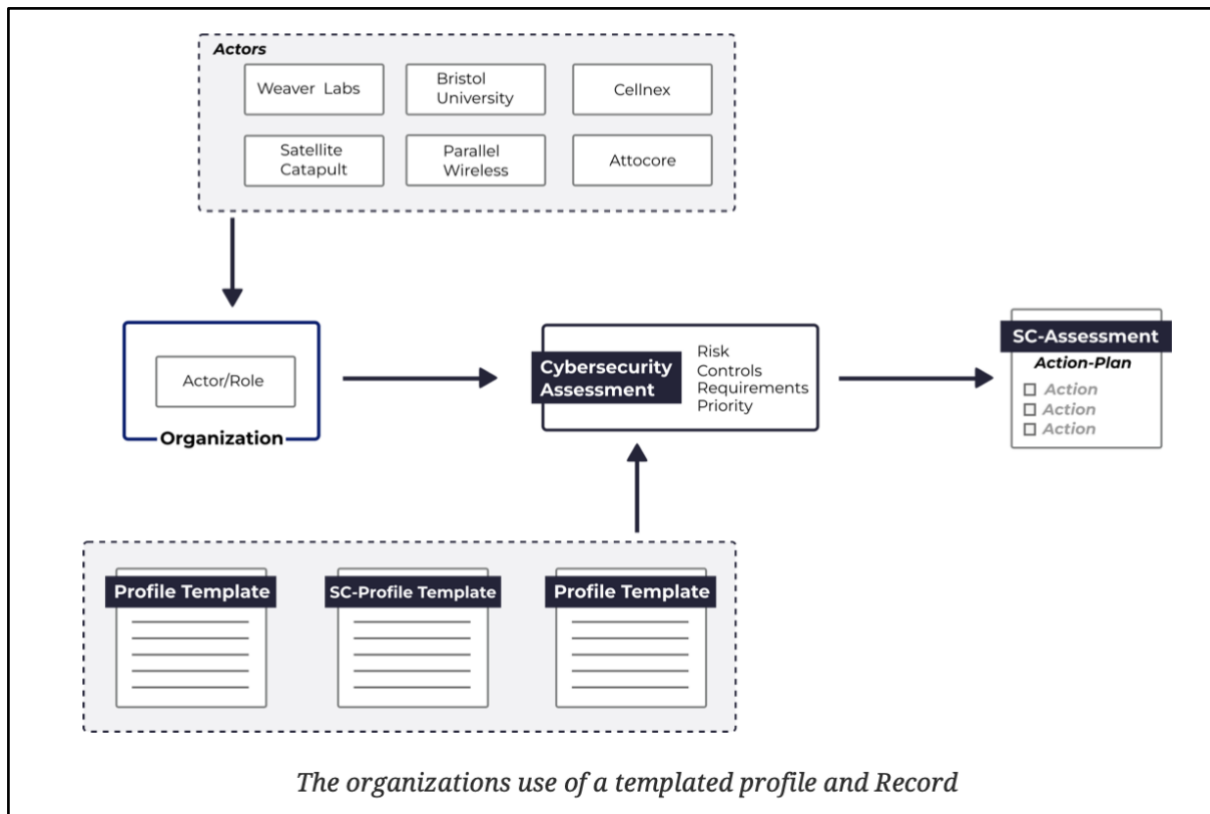 Actors
Weaver Labs
Bristol
University
Cellnex
Satellite
Catapult
Parallel
Wireless
Attocore
Actor/Role
Organization
Cybersecurity
Assessment
Risk
Controls
Requirements
Priority
SC-Assessment
Action-Plan
Action
Action
Action
Profile Template
SC-Profile Template
Profile Template
The organizations use of a templated profile and Record